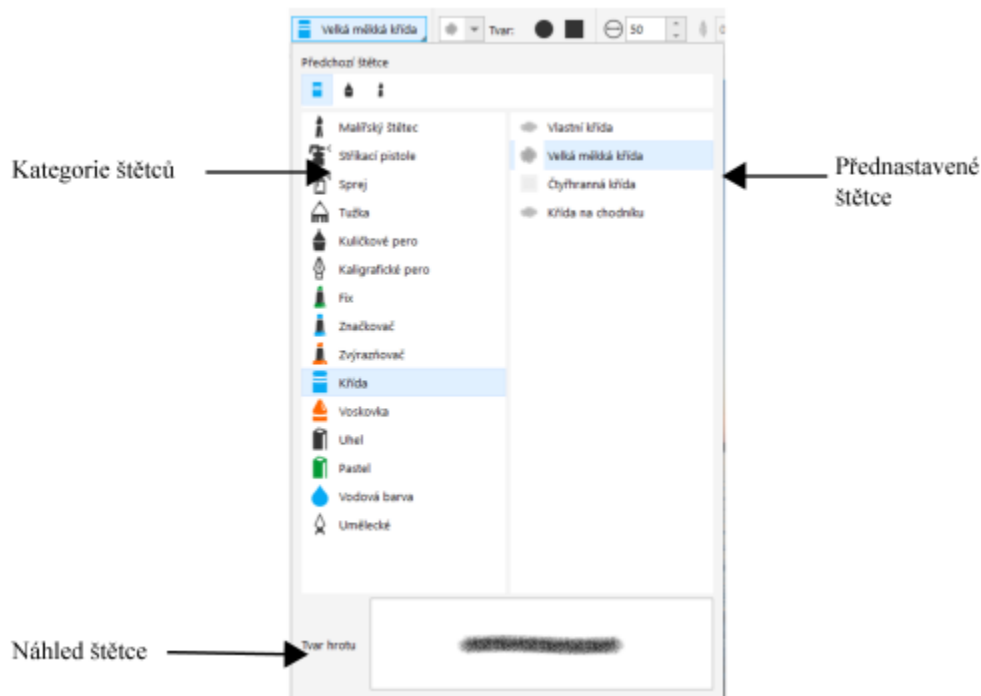 Velká měkká křída
Tvar:
50
Předchozí štětce
Malířský štětec
Stříkací pistole
Sprej
Tužka
Kuličkové pero
Kaligrafické pero
Fix
Značkovač
Zvýrazňovač
Křída
Voskovka
Uhel
Pastel
Vodová barva
Umělecké
Vlastní křída
Velká měkká křída
Čtyřhranná křída
Křída na chodníku
Kategorie štětců
Přednastavené
štětce
Tvar hrotu
Náhled štětce